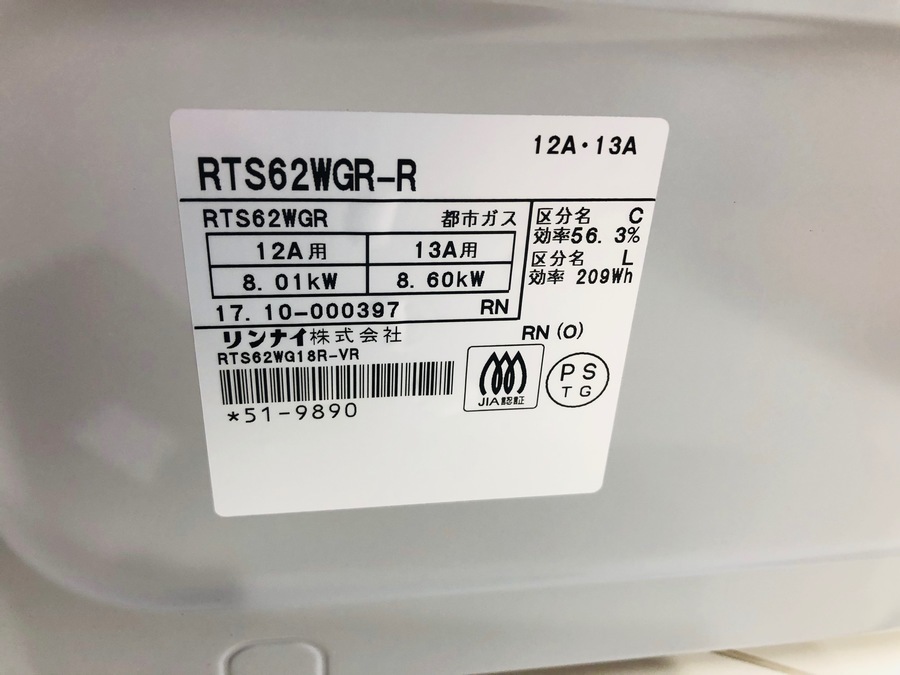 12A・13A
RTS62WGR-R
RTS62WGR 都市ガス
12A用 13A用
8.01kW 8.60kW
17.10-000397 RN
区分名 C
効率56.3%
区分名 L
効率 209Wh
リンナイ株式会社 RN(O)
RTS62WG18R-VR
*51-9890
JIA認証
PS
TG